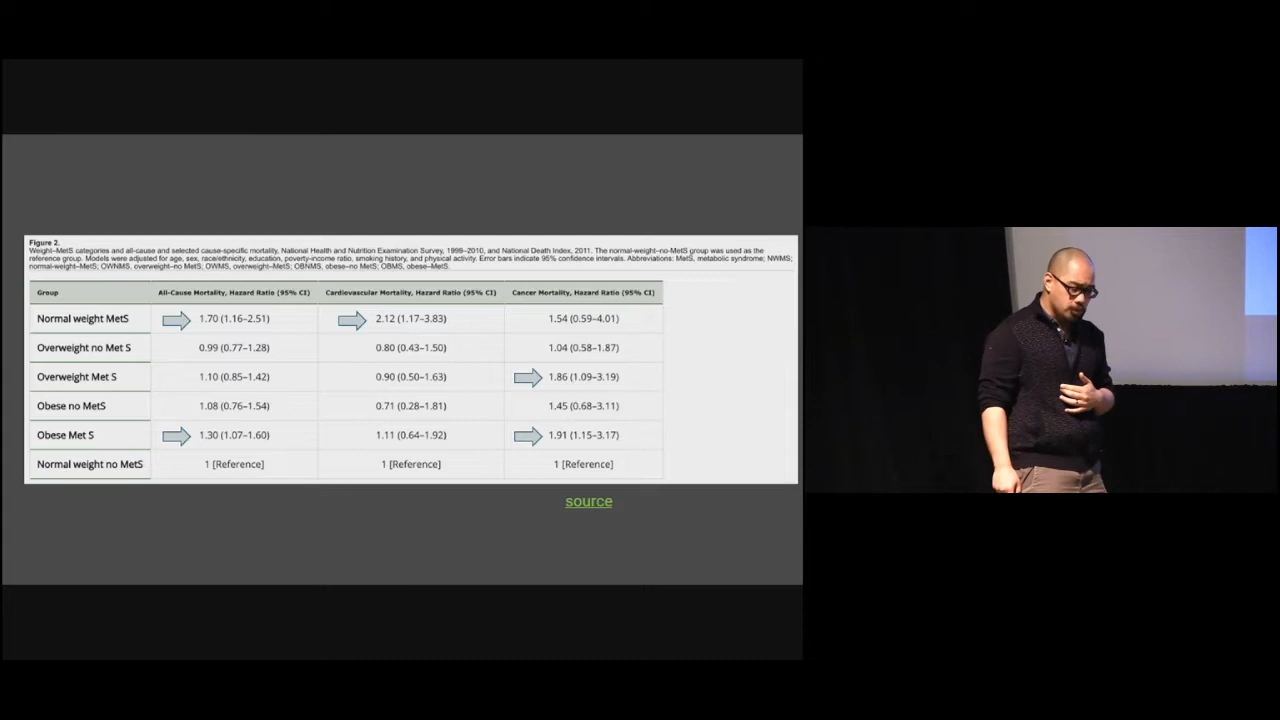 Figure 2.
Weight–MetS categories and all-cause and selected cause-specific mortality, National Health and Nutrition Examination Survey, 1999–2010, and National Death Index, 2011. The normal-weight–no-MetS group was used as the
reference group. Models were adjusted for age, sex, race/ethnicity, education, poverty-income ratio, smoking history, and physical activity. Error bars indicate 95% confidence intervals. Abbreviations: MetS, metabolic syndrome; NWMS;
normal-weight–MetS; OWNMS, overweight–no MetS; OWMS, overweight–MetS; OBNMS, obese–no MetS; OBMS, obese–MetS.
Group All-Cause Mortality, Hazard Ratio (95% CI) Cardiovascular Mortality, Hazard Ratio (95% CI) Cancer Mortality, Hazard Ratio (95% CI)
Normal weight MetS 1.70 (1.16–2.51) 2.12 (1.17–3.83) 1.54 (0.59–4.01)
Overweight no Met S 0.99 (0.77–1.28) 0.80 (0.43–1.50) 1.04 (0.58–1.87)
Overweight Met S 1.10 (0.85–1.42) 0.90 (0.50–1.63) 1.86 (1.09–3.19)
Obese no MetS 1.08 (0.76–1.54) 0.71 (0.28–1.81) 1.45 (0.68–3.11)
Obese Met S 1.30 (1.07–1.60) 1.11 (0.64–1.92) 1.91 (1.15–3.17)
Normal weight no MetS 1 [Reference] 1 [Reference] 1 [Reference]
source